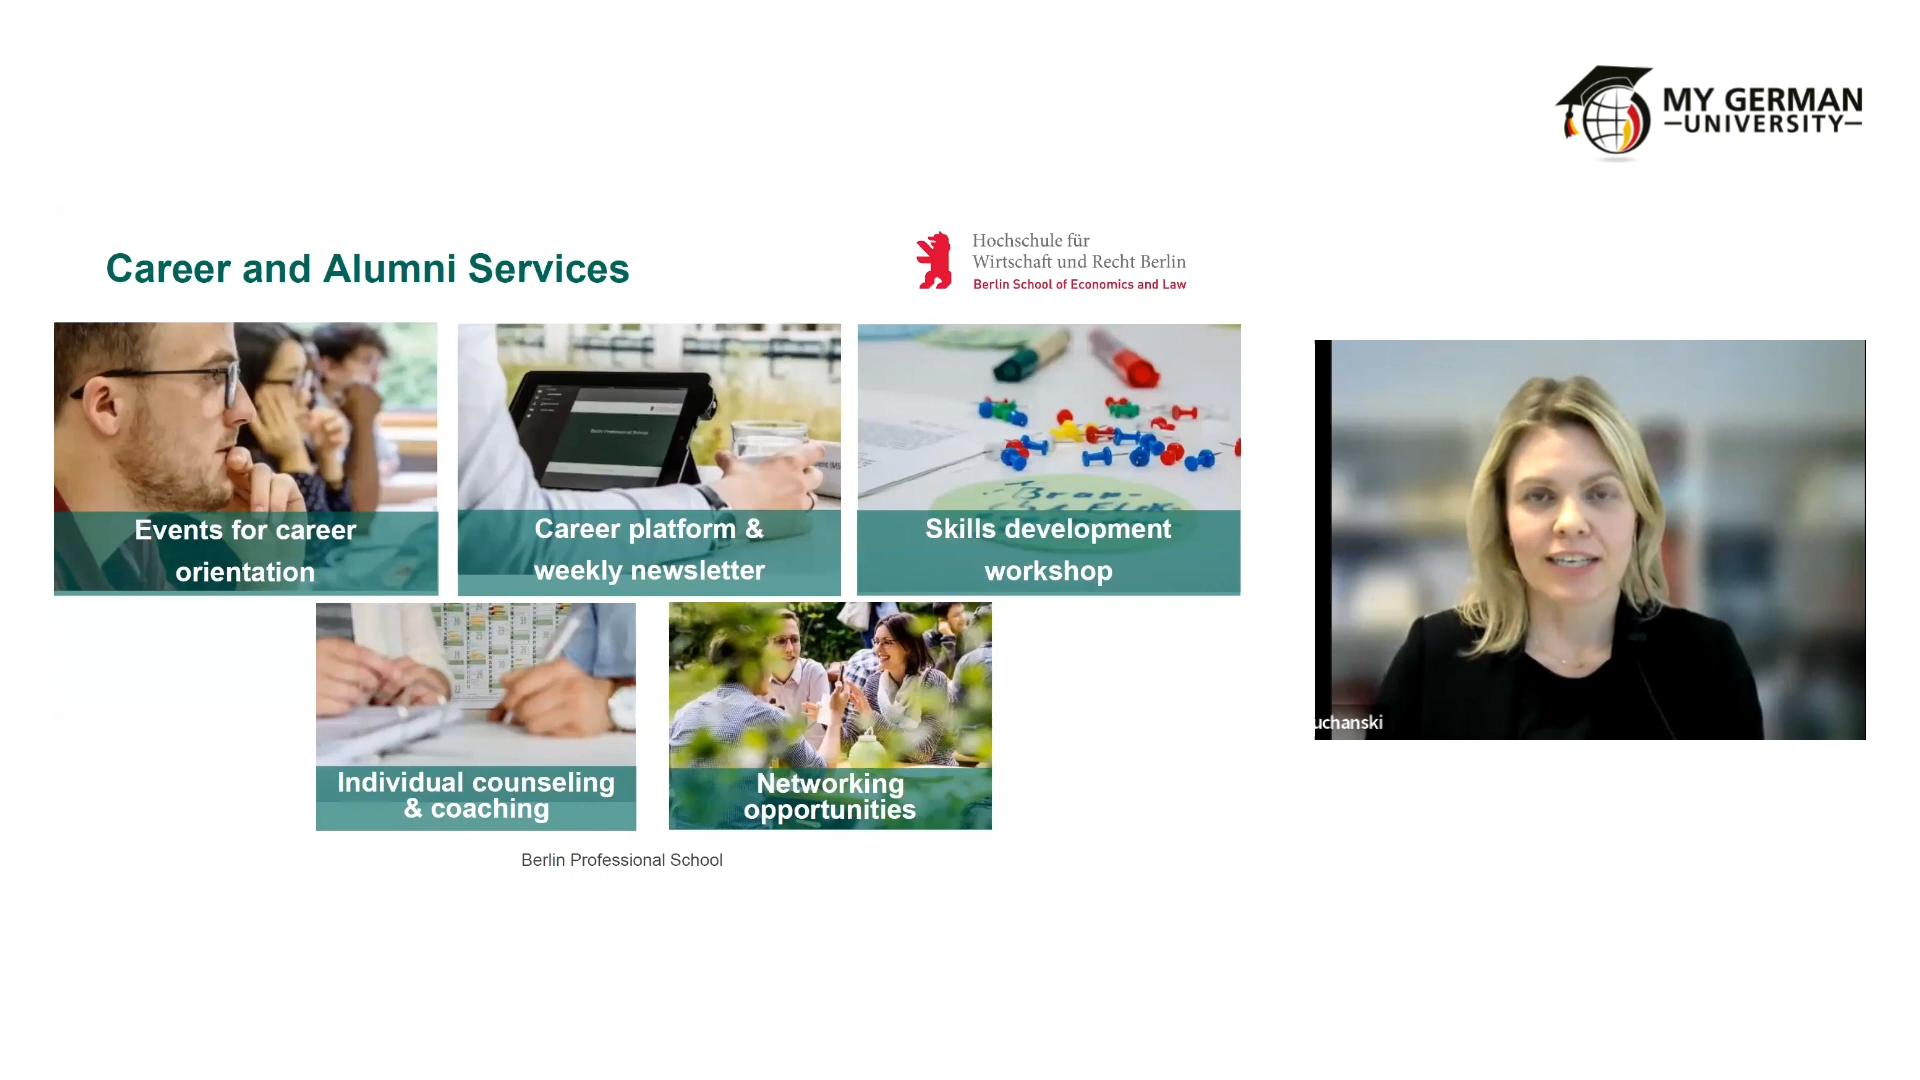 MY GERMAN
UNIVERSITY
Career and Alumni Services
Hochschule für
Wirtschaft und Recht Berlin
Berlin School of Economics and Law
Events for career
orientation
Career platform &
weekly newsletter
Skills development
workshop
Individual counseling
& coaching
Networking
opportunities
Berlin Professional School
uchanski